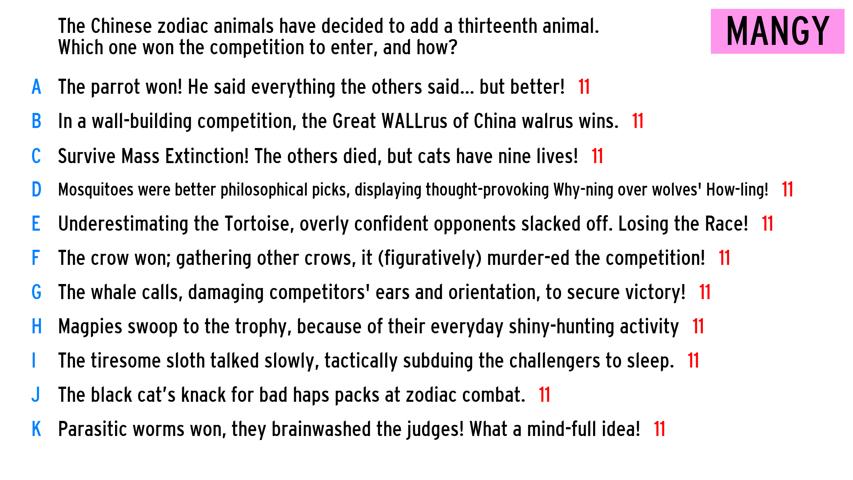 The Chinese zodiac animals have decided to add a thirteenth animal.
Which one won the competition to enter, and how?
MANGY
A The parrot won! He said everything the others said... but better! 11
B In a wall-building competition, the Great WALLrus of China walrus wins. 11
C Survive Mass Extinction! The others died, but cats have nine lives! 11
D Mosquitoes were better philosophical picks, displaying thought-provoking Why-ning over wolves' How-ling! 11
E Underestimating the Tortoise, overly confident opponents slacked off. Losing the Race! 11
F The crow won; gathering other crows, it (figuratively) murder-ed the competition! 11
G The whale calls, damaging competitors' ears and orientation, to secure victory! 11
H Magpies swoop to the trophy, because of their everyday shiny-hunting activity 11
I The tiresome sloth talked slowly, tactically subduing the challengers to sleep. 11
J The black cat’s knack for bad haps packs at zodiac combat. 11
K Parasitic worms won, they brainwashed the judges! What a mind-full idea! 11